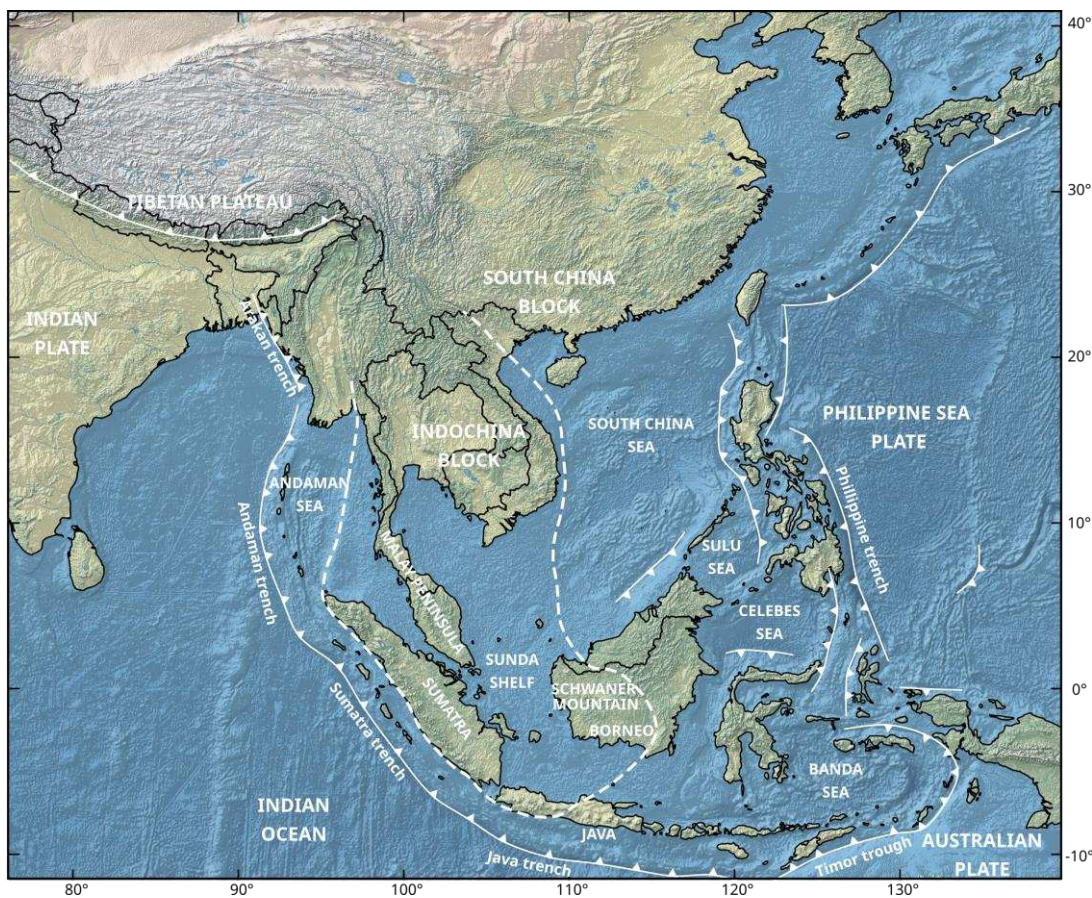 40°
TIBETAN PLATEAU
30°
SOUTH CHINA
BLOCK
INDIAN
PLATE
Arakan trench
20°
SOUTH CHINA
SEA
PHILIPPINE SEA
PLATE
INDOCHINA
BLOCK
ANDAMAN
SEA
Andaman trench
Phillippine trench
10°
MALAY PENINSULA
SULU
SEA
CELEBES
SEA
SUNDA
SHELF
SUMATRA
SCHWANER
MOUNTAIN
BORNEO
0°
Sumatra trench
BANDA
SEA
INDIAN
OCEAN
JAVA
Java trench
Timor trough
AUSTRALIAN
PLATE
-10°
80°
90°
100°
110°
120°
130°